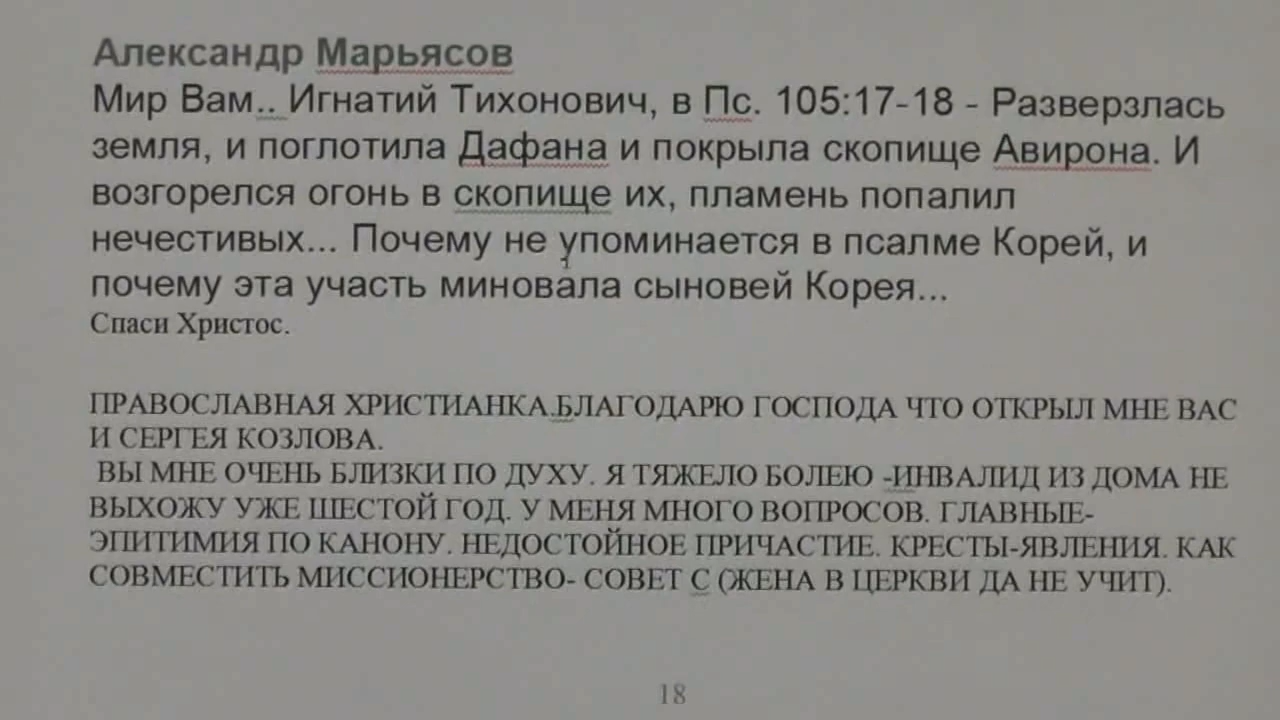 Александр Марьясов
Мир Вам.. Игнатий Тихонович, в Пс. 105:17-18 - Разверзлась
земля, и поглотила Дафана и покрыла скопище Авирона. И
возгорелся огонь в скопище их, пламень попалил
нечестивых... Почему не упоминается в псалме Корей, и
почему эта участь миновала сыновей Корея...
Спаси Христос.
ПРАВОСЛАВНАЯ ХРИСТИАНКА.БЛАГОДАРЮ ГОСПОДА ЧТО ОТКРЫЛ МНЕ ВАС
И СЕРГЕЯ КОЗЛОВА.
ВЫ МНЕ ОЧЕНЬ БЛИЗКИ ПО ДУХУ. Я ТЯЖЕЛО БОЛЕЮ -ИНВАЛИД ИЗ ДОМА НЕ
ВЫХОЖУ УЖЕ ШЕСТОЙ ГОД. У МЕНЯ МНОГО ВОПРОСОВ. ГЛАВНЫЕ-
ЭПИТИМИЯ ПО КАНОНУ. НЕДОСТОЙНОЕ ПРИЧАСТИЕ. КРЕСТЫ-ЯВЛЕНИЯ. КАК
СОВМЕСТИТЬ МИССИОНЕРСТВО- СОВЕТ С (ЖЕНА В ЦЕРКВИ ДА НЕ УЧИТ).
18